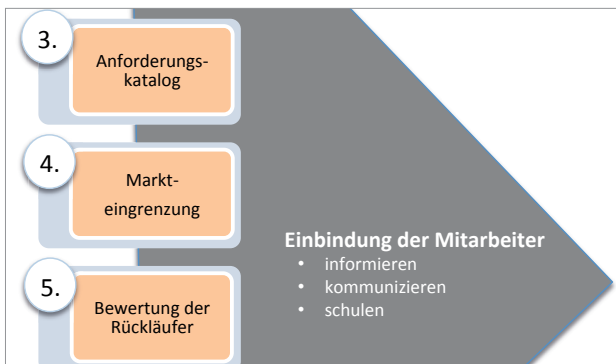 3.
Anforderungs-
katalog
4.
Markt-
eingrenzung
5.
Bewertung der
Rückläufer
Einbindung der Mitarbeiter
• informieren
• kommunizieren
• schulen